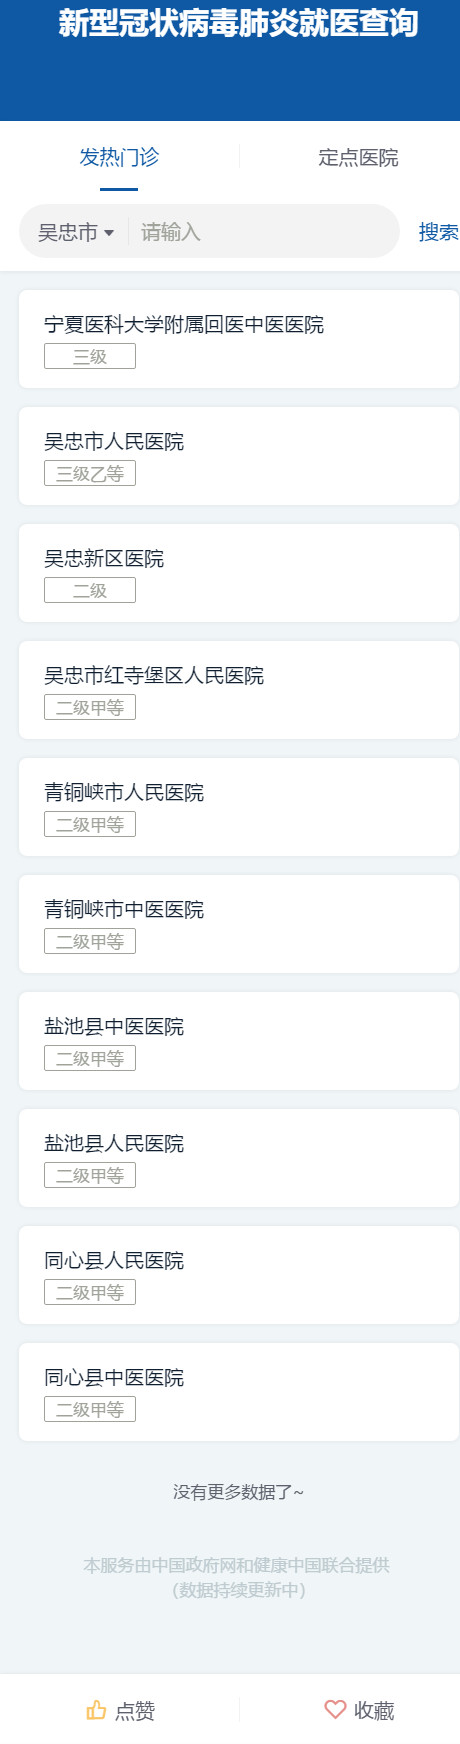 新型冠状病毒肺炎就医查询
发热门诊 定点医院
吴忠市 请输入 搜索
宁夏医科大学附属回医中医医院
三级
吴忠市人民医院
三级乙等
吴忠新区医院
二级
吴忠市红寺堡区人民医院
二级甲等
青铜峡市人民医院
二级甲等
青铜峡市中医医院
二级甲等
盐池县中医医院
二级甲等
盐池县人民医院
二级甲等
同心县人民医院
二级甲等
同心县中医医院
二级甲等
没有更多数据了~
本服务由中国政府网和健康中国联合提供
(数据持续更新中)
点赞 收藏